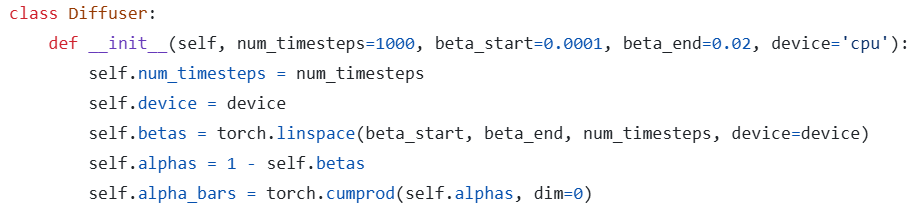 class Diffuser:
    def __init__(self, num_timesteps=1000, beta_start=0.0001, beta_end=0.02, device='cpu'):
        self.num_timesteps = num_timesteps
        self.device = device
        self.betas = torch.linspace(beta_start, beta_end, num_timesteps, device=device)
        self.alphas = 1 - self.betas
        self.alpha_bars = torch.cumprod(self.alphas, dim=0)